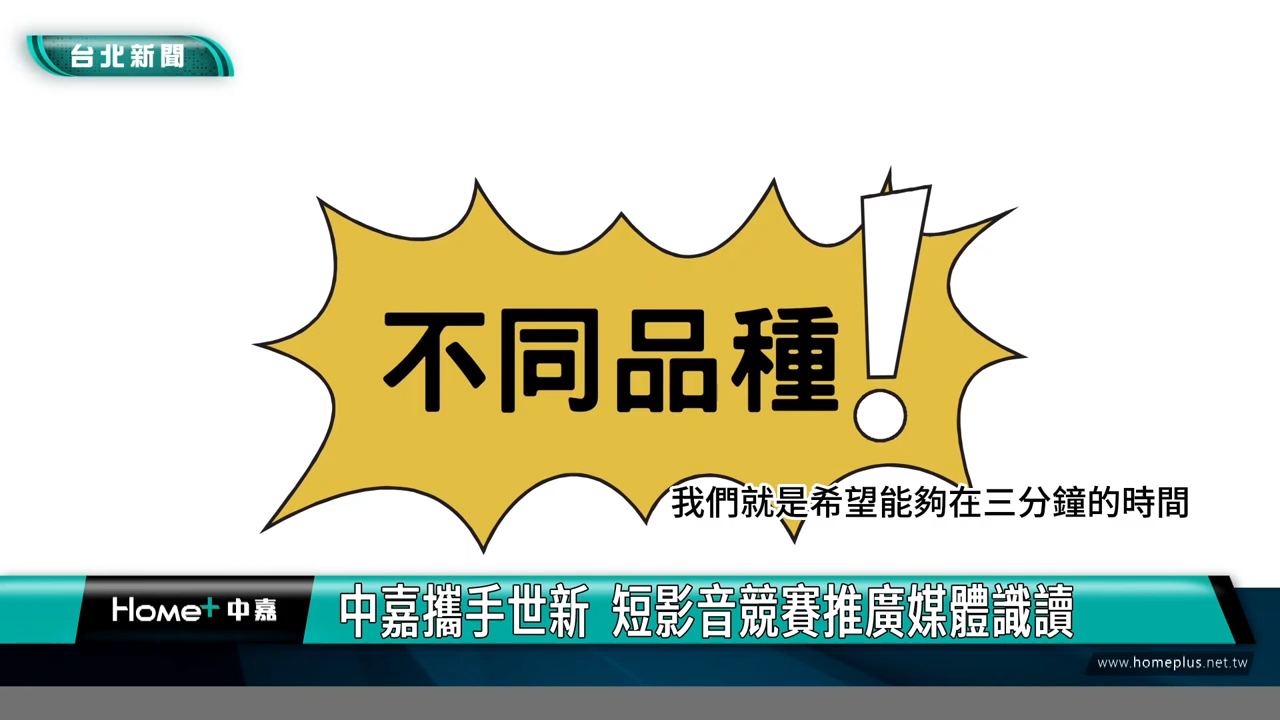 台北新聞
不同品種!
我們就是希望能夠在三分鐘的時間
Home+中嘉
中嘉攜手世新 短影音競賽推廣媒體識讀
www.homeplus.net.tw